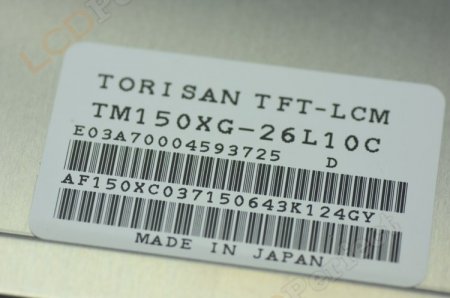 TORISAN TFT-LCM
TM150XG-26L10C
E03A70004593725 D
AF150XC037150643K124GY
MADE IN JAPAN